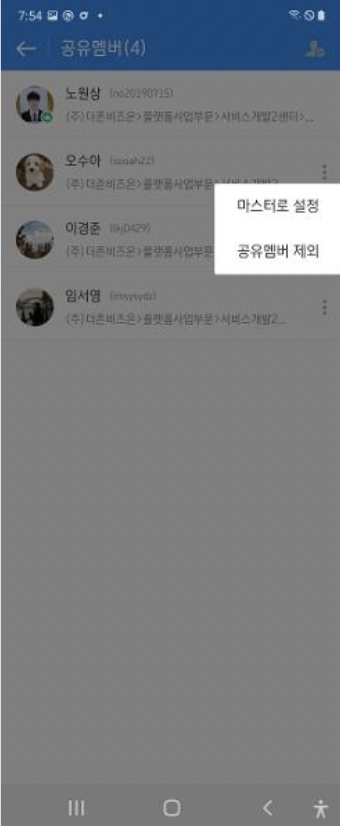 7:54
공유멤버(4)
노원상 (no20190715)
(주)더존비즈온>플랫폼사업부문>서비스개발2센터>...
오수아 (sooah22)
(주)더존비즈온>플랫폼사업부문>서비스개발2...
마스터로 설정
이경준 (lkj0429)
(주)더존비즈온>플랫폼사업부문>
공유멤버 제외
임서영 (imsysydz)
(주)더존비즈온>플랫폼사업부문>서비스개발2...